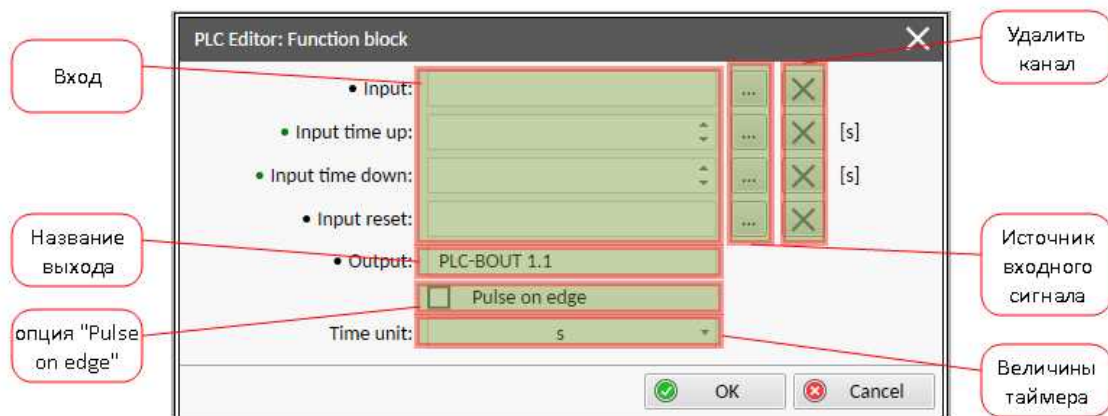 PLC Editor: Function block
Вход
Удалить
канал
• Input:
...
• Input time up:
...
[s]
• Input time down:
...
[s]
• Input reset:
...
Название
выхода
• Output:
PLC-BOUT 1.1
Источник
входного
сигнала
Pulse on edge
опция "Pulse
on edge"
Time unit:
s
Величины
таймера
OK
Cancel